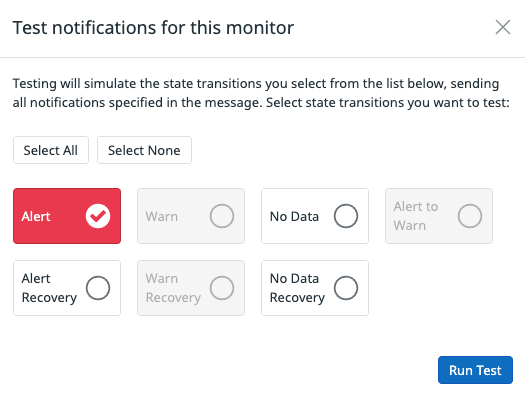 Test notifications for this monitor
Testing will simulate the state transitions you select from the list below, sending
all notifications specified in the message. Select state transitions you want to test:
Select All
Select None
Alert
Warn
No Data
Alert to
Warn
Alert
Recovery
Warn
Recovery
No Data
Recovery
Run Test